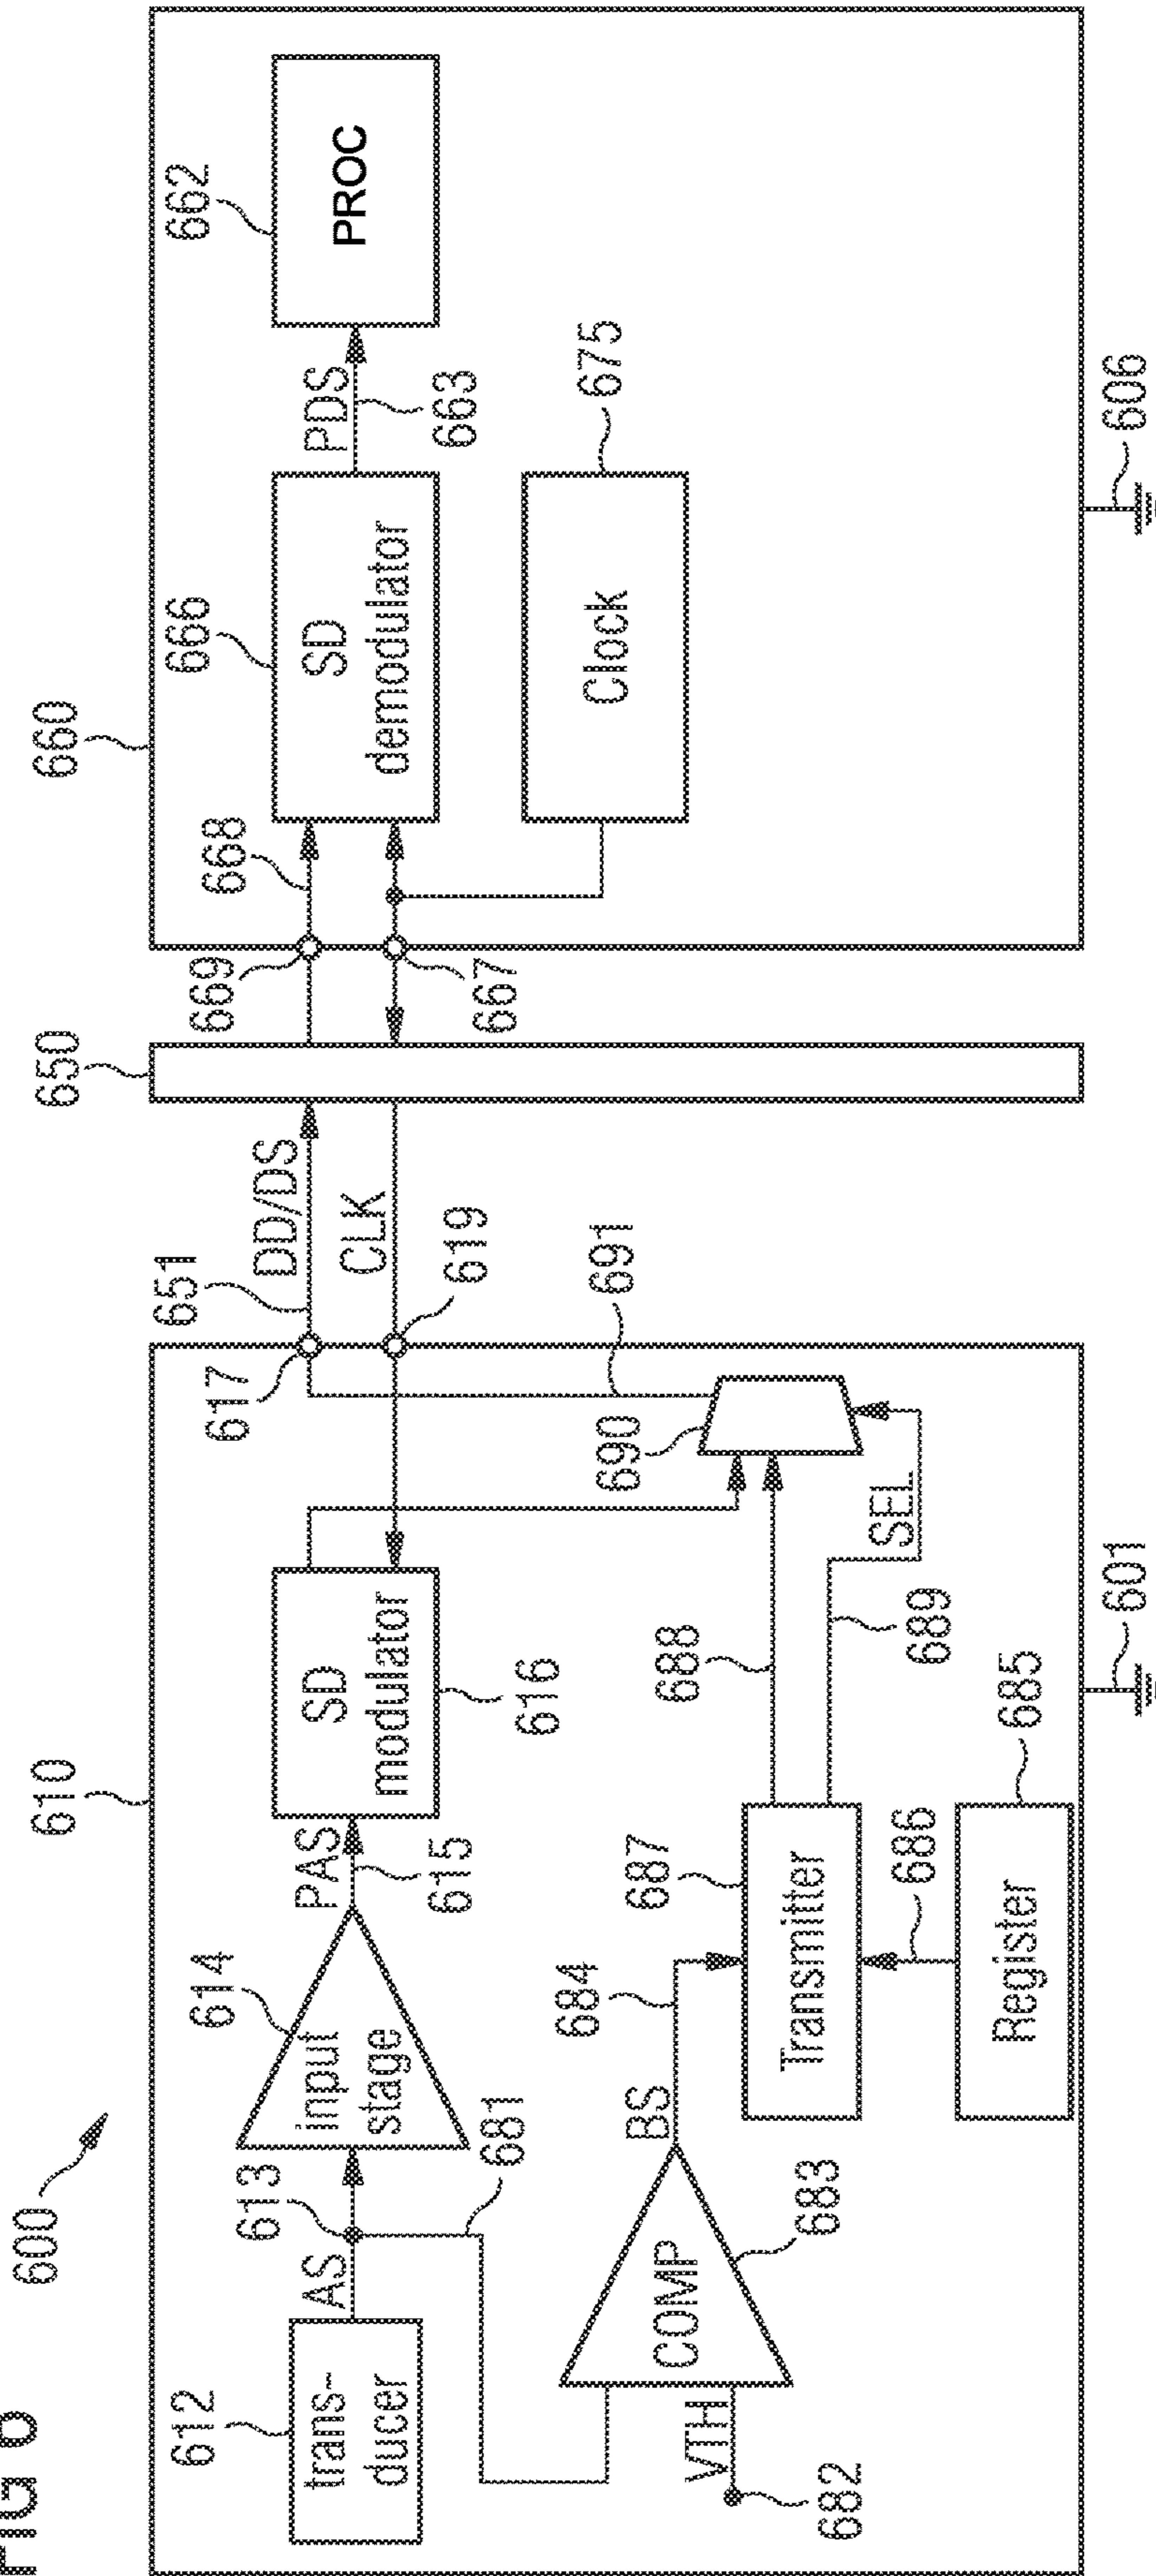 FIG 6
600
610
612
trans-
ducer
AS
613
681
614
input
stage
PAS
615
SD
modulator
616
617
651
DD/DS
CLK
619
691
690
682
VTH
COMP
683
BS
684
687
Transmitter
688
689
SEL
686
685
Register
601
650
660
669
667
668
666
SD
demodulator
PDS
663
662
PROC
Clock
675
606